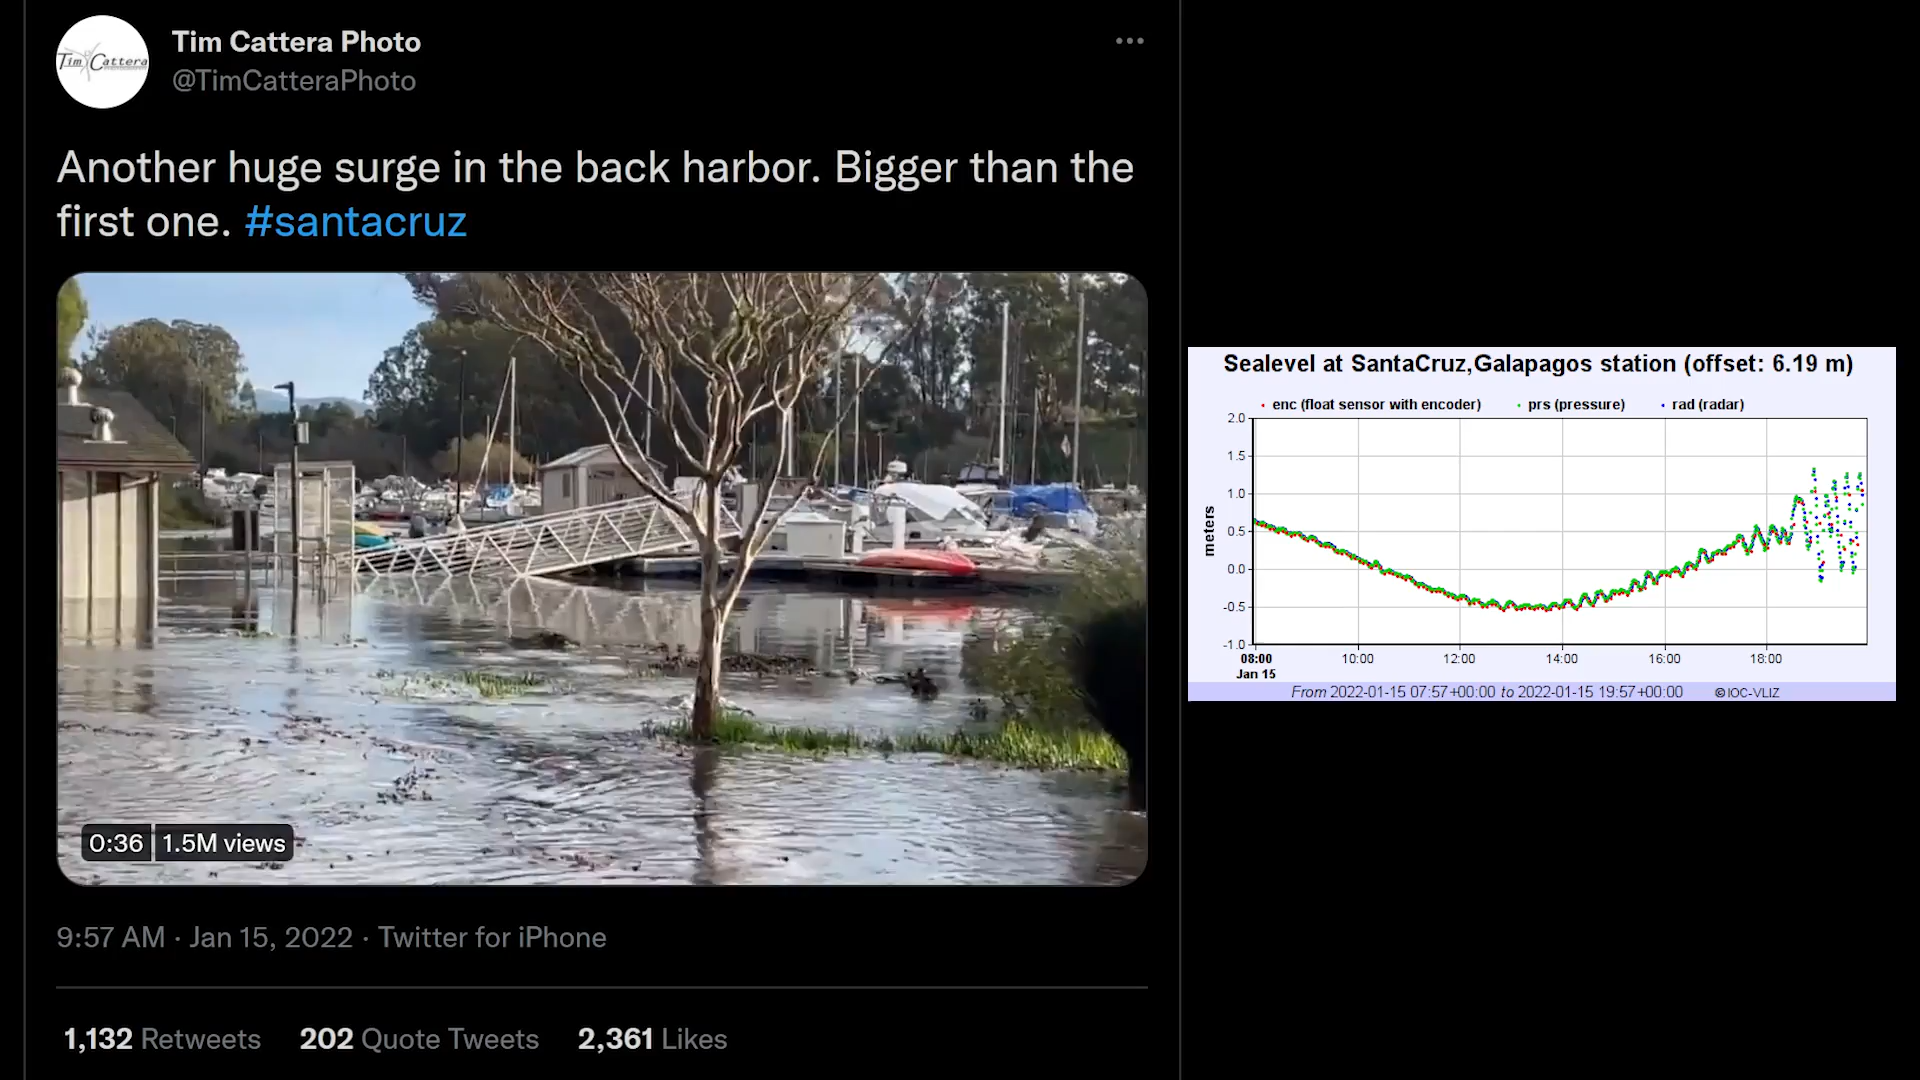 Tim Cattera
Tim Cattera Photo
@TimCatteraPhoto
Another huge surge in the back harbor. Bigger than the
first one. #santacruz
0:36
1.5M views
9:57 AM · Jan 15, 2022 · Twitter for iPhone
1,132 Retweets 202 Quote Tweets 2,361 Likes
Sealevel at SantaCruz,Galapagos station (offset: 6.19 m)
enc (float sensor with encoder) prs (pressure) rad (radar)
meters
2.0
1.5
1.0
0.5
0.0
-0.5
-1.0
08:00 10:00 12:00 14:00 16:00 18:00
Jan 15
From 2022-01-15 07:57+00:00 to 2022-01-15 19:57+00:00 © IOC-VLIZ